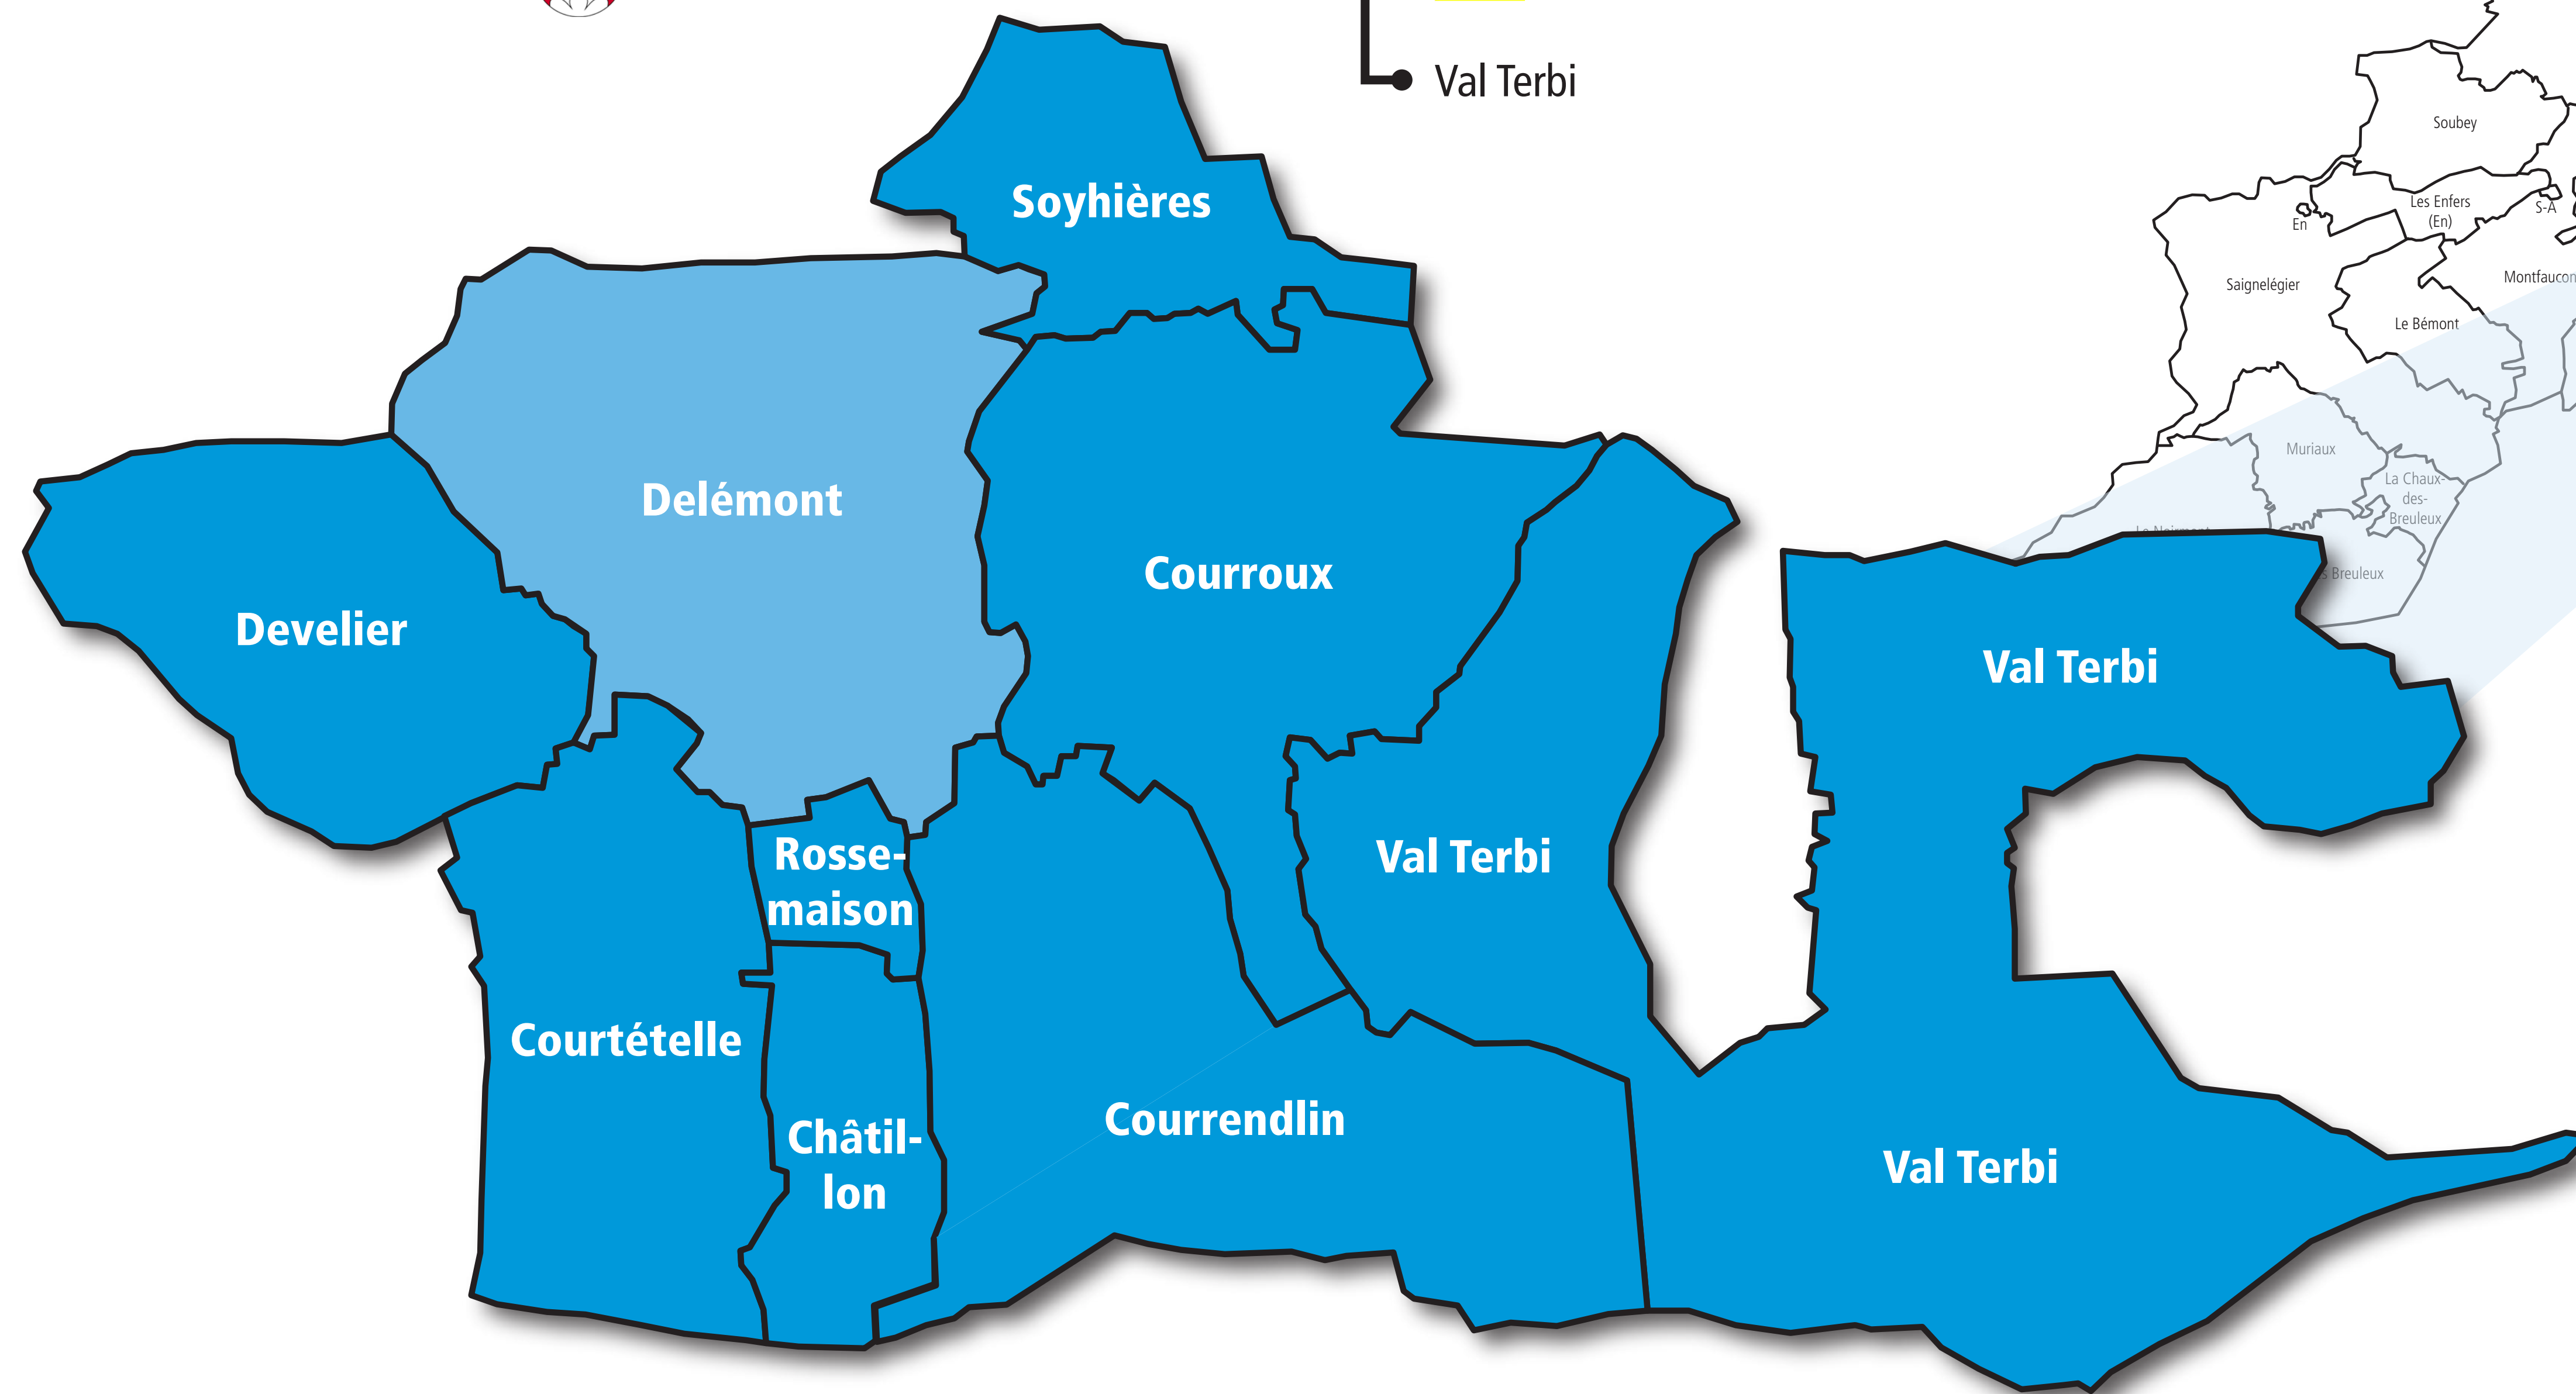 Val Terbi
Soubey
Les Enfers
(En)
S-A
En
Soyhières
Montfaucon
Saignelégier
Le Bémont
Muriaux
La Chaux-
des-
Breuleux
Delémont
Courroux
s Breuleux
Develier
Val Terbi
Val Terbi
Rosse-
maison
Courtételle
Courrendlin
Châtil-
lon
Val Terbi